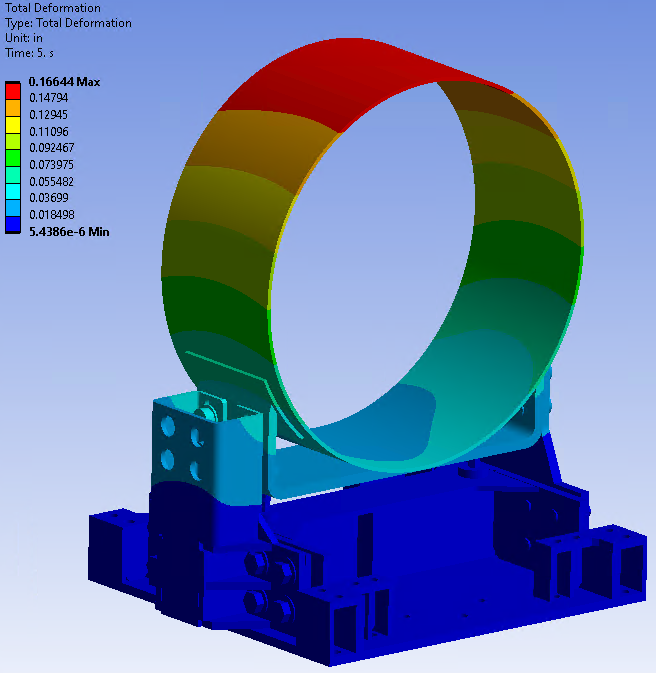 Total Deformation
Type: Total Deformation
Unit: in
Time: 5. s
0.16644 Max
0.14794
0.12945
0.11096
0.092467
0.073975
0.055482
0.03699
0.018498
5.4386e-6 Min